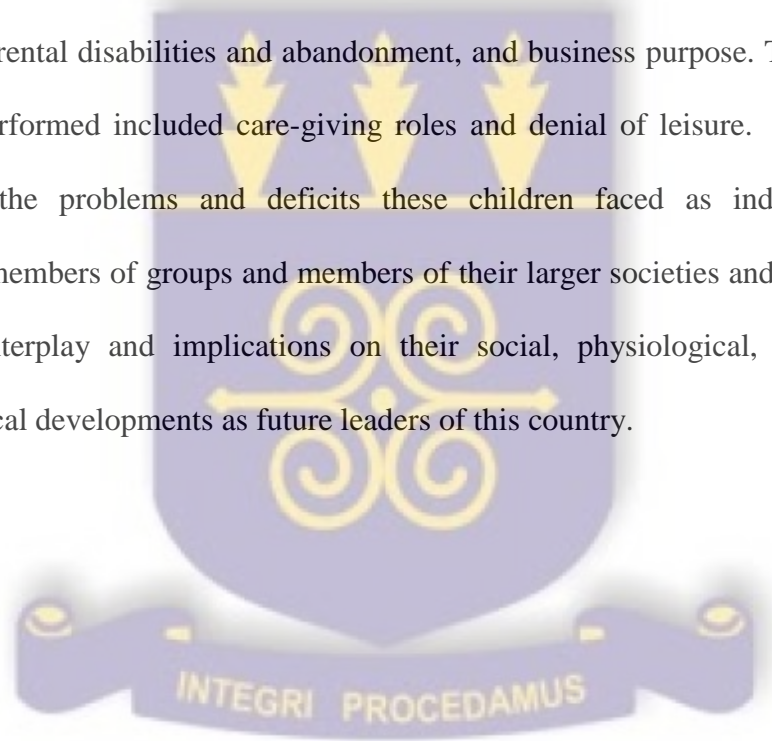 rental disabilities and abandonment, and business purpose. T
rformed included care-giving roles and denial of leisure.
the problems and deficits these children faced as ind
members of groups and members of their larger societies and
nterplay and implications on their social, physiological,
cal developments as future leaders of this country.
INTEGRI PROCEDAMUS